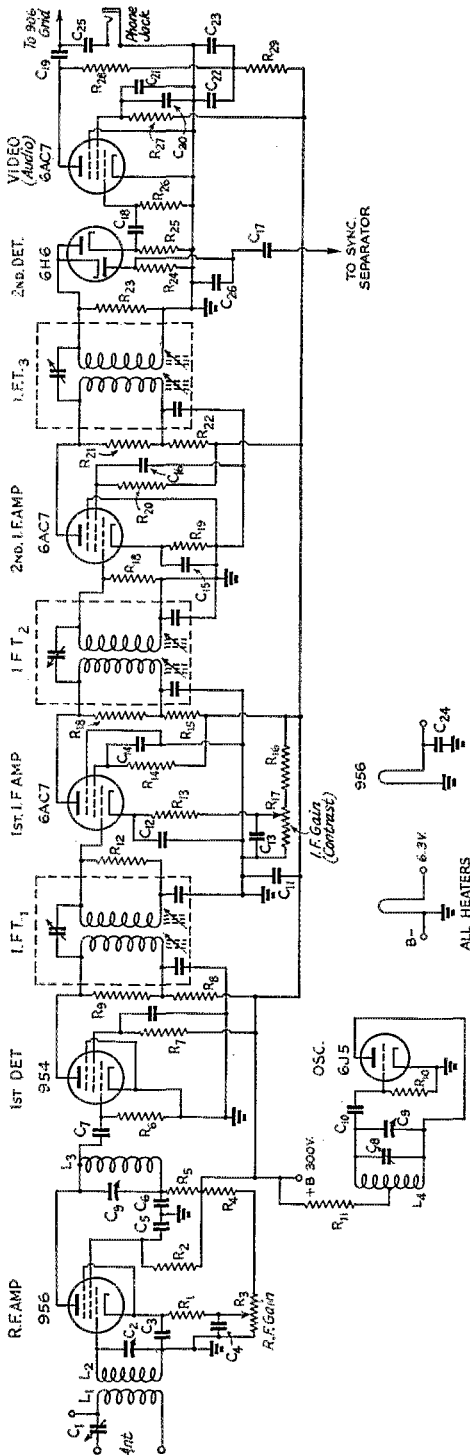 R.F. AMP
956
1ST DET
954
I.F.T.1
1ST. I.F. AMP
6AC7
I.F.T.2
2ND. I.F. AMP
6AC7
I.F.T.3
2ND. DET.
6H6
VIDEO
(Audio)
6AC7
To 906
Grid
Phone
Jack
C1
Ant
L1
L2
C2
C3
R1
C4
R3
R.F. Gain
R2
C5
C6
C9
L3
R5
R4
C7
R6
R7
R9
R8
R12
C12
R13
C13
R17
I.F. Gain
(Contrast)
R16
C11
C14
R14
R18
R15
R18
C15
R19
R20
C16
R21
R22
R23
R24
R25
C26
C18
R26
C17
TO SYNC.
SEPARATOR
C19
C25
R28
C21
R27
C20
C22
C23
R29
+B 300V.
R11
OSC.
6J5
C10
C8
C9
L4
R10
B-
6.3V.
ALL HEATERS
956
C24